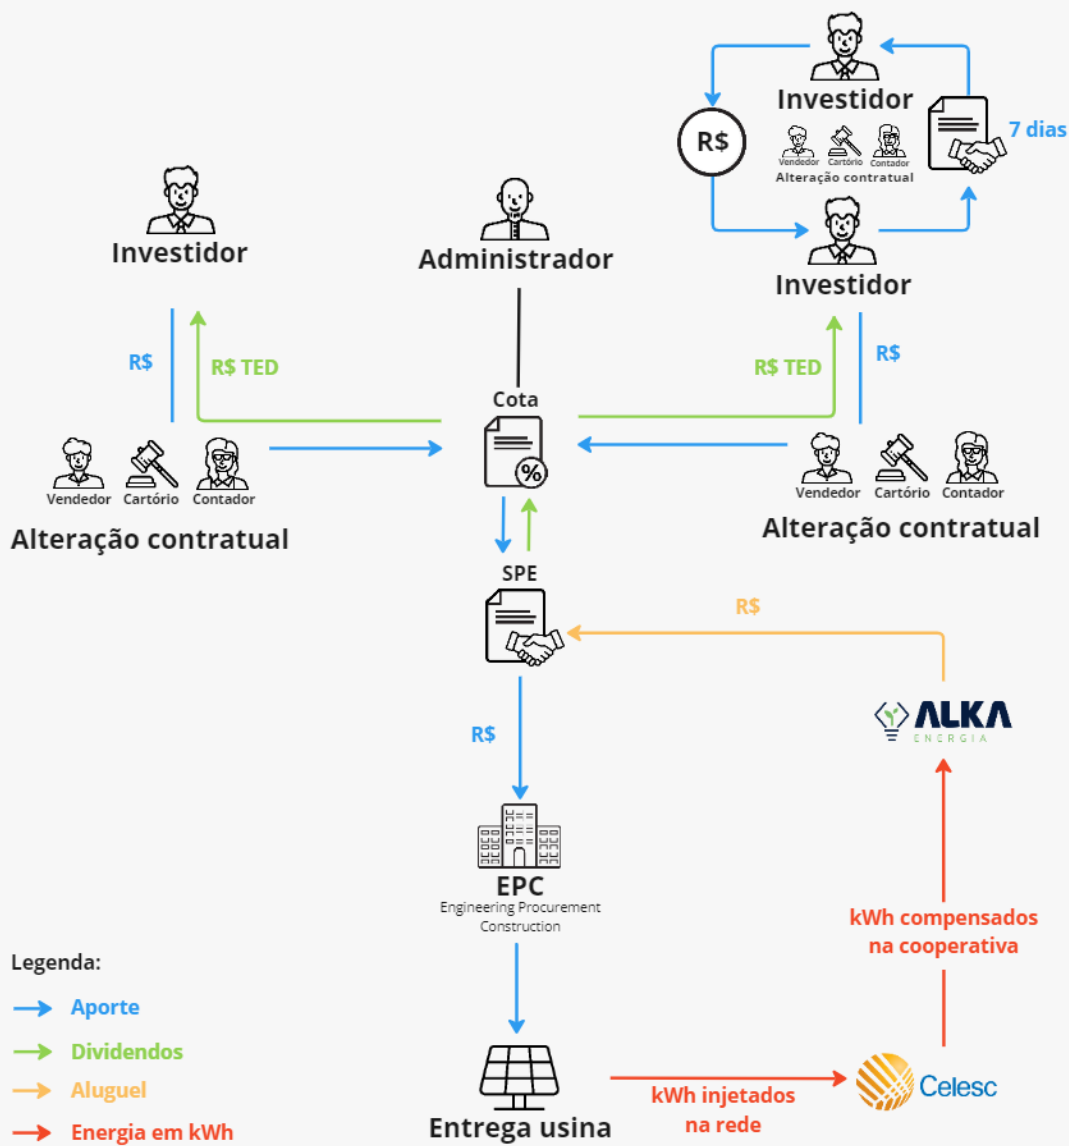 Investidor
R$
7 dias
Vendedor
Cartório
Contador
Alteração contratual
Investidor
Administrador
Investidor
R$
R$ TED
R$ TED
R$
Cota
%
Vendedor
Cartório
Contador
Alteração contratual
Vendedor
Cartório
Contador
Alteração contratual
SPE
R$
R$
ALKA
ENERGIA
EPC
Engineering Procurement
Construction
kWh compensados
na cooperativa
Legenda:
Aporte
Dividendos
Aluguel
Energia em kWh
Entrega usina
kWh injetados
na rede
Celesc